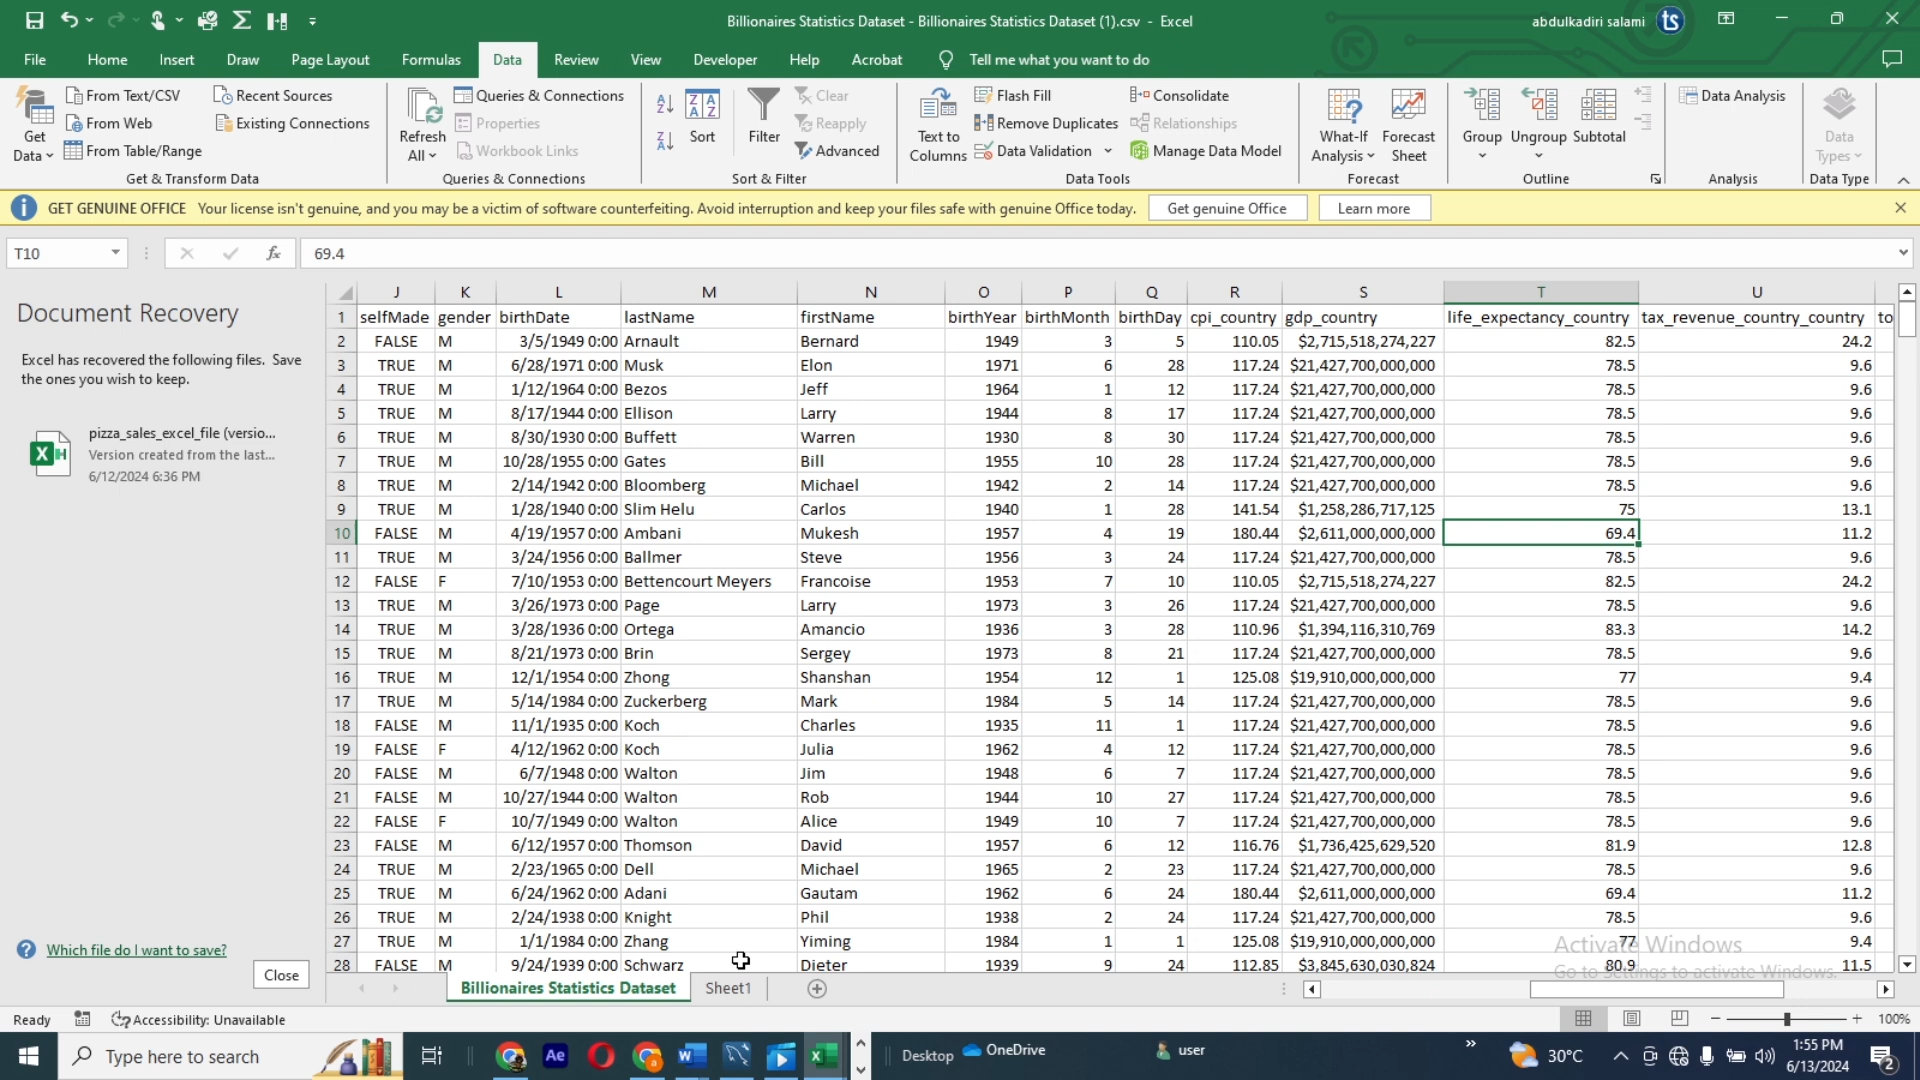 Billionaires Statistics Dataset - Billionaires Statistics Dataset (1).csv - Excel
abdulkadiri salami
ts
File Home Insert Draw Page Layout Formulas Data Review View Developer Help Acrobat Tell me what you want to do
Get Data
From Text/CSV
From Web
From Table/Range
Recent Sources
Existing Connections
Get & Transform Data
Refresh All
Queries & Connections
Properties
Workbook Links
Queries & Connections
Sort
Filter
Clear
Reapply
Advanced
Sort & Filter
Text to Columns
Flash Fill
Remove Duplicates
Data Validation
Consolidate
Relationships
Manage Data Model
Data Tools
What-If Analysis
Forecast Sheet
Forecast
Group
Ungroup
Subtotal
Outline
Data Analysis
Analysis
Data Types
Data Type
GET GENUINE OFFICE Your license isn't genuine, and you may be a victim of software counterfeiting. Avoid interruption and keep your files safe with genuine Office today. Get genuine Office Learn more
T10 fx 69.4
Document Recovery
Excel has recovered the following files. Save
the ones you wish to keep.
pizza_sales_excel_file (versio...
Version created from the last...
6/12/2024 6:36 PM
Which file do I want to save?
Close
J K L M N O P Q R S T U
1 selfMade gender birthDate lastName firstName birthYear birthMonth birthDay cpi_country gdp_country life_expectancy_country tax_revenue_country_country to
2 FALSE M 3/5/1949 0:00 Arnault Bernard 1949 3 5 110.05 $2,715,518,274,227 82.5 24.2
3 TRUE M 6/28/1971 0:00 Musk Elon 1971 6 28 117.24 $21,427,700,000,000 78.5 9.6
4 TRUE M 1/12/1964 0:00 Bezos Jeff 1964 1 12 117.24 $21,427,700,000,000 78.5 9.6
5 TRUE M 8/17/1944 0:00 Ellison Larry 1944 8 17 117.24 $21,427,700,000,000 78.5 9.6
6 TRUE M 8/30/1930 0:00 Buffett Warren 1930 8 30 117.24 $21,427,700,000,000 78.5 9.6
7 TRUE M 10/28/1955 0:00 Gates Bill 1955 10 28 117.24 $21,427,700,000,000 78.5 9.6
8 TRUE M 2/14/1942 0:00 Bloomberg Michael 1942 2 14 117.24 $21,427,700,000,000 78.5 9.6
9 TRUE M 1/28/1940 0:00 Slim Helu Carlos 1940 1 28 141.54 $1,258,286,717,125 75 13.1
10 FALSE M 4/19/1957 0:00 Ambani Mukesh 1957 4 19 180.44 $2,611,000,000,000 69.4 11.2
11 TRUE M 3/24/1956 0:00 Ballmer Steve 1956 3 24 117.24 $21,427,700,000,000 78.5 9.6
12 FALSE F 7/10/1953 0:00 Bettencourt Meyers Francoise 1953 7 10 110.05 $2,715,518,274,227 82.5 24.2
13 TRUE M 3/26/1973 0:00 Page Larry 1973 3 26 117.24 $21,427,700,000,000 78.5 9.6
14 TRUE M 3/28/1936 0:00 Ortega Amancio 1936 3 28 110.96 $1,394,116,310,769 83.3 14.2
15 TRUE M 8/21/1973 0:00 Brin Sergey 1973 8 21 117.24 $21,427,700,000,000 78.5 9.6
16 TRUE M 12/1/1954 0:00 Zhong Shanshan 1954 12 1 125.08 $19,910,000,000,000 77 9.4
17 TRUE M 5/14/1984 0:00 Zuckerberg Mark 1984 5 14 117.24 $21,427,700,000,000 78.5 9.6
18 FALSE M 11/1/1935 0:00 Koch Charles 1935 11 1 117.24 $21,427,700,000,000 78.5 9.6
19 FALSE F 4/12/1962 0:00 Koch Julia 1962 4 12 117.24 $21,427,700,000,000 78.5 9.6
20 FALSE M 6/7/1948 0:00 Walton Jim 1948 6 7 117.24 $21,427,700,000,000 78.5 9.6
21 FALSE M 10/27/1944 0:00 Walton Rob 1944 10 27 117.24 $21,427,700,000,000 78.5 9.6
22 FALSE F 10/7/1949 0:00 Walton Alice 1949 10 7 117.24 $21,427,700,000,000 78.5 9.6
23 FALSE M 6/12/1957 0:00 Thomson David 1957 6 12 116.76 $1,736,425,629,520 81.9 12.8
24 TRUE M 2/23/1965 0:00 Dell Michael 1965 2 23 117.24 $21,427,700,000,000 78.5 9.6
25 TRUE M 6/24/1962 0:00 Adani Gautam 1962 6 24 180.44 $2,611,000,000,000 69.4 11.2
26 TRUE M 2/24/1938 0:00 Knight Phil 1938 2 24 117.24 $21,427,700,000,000 78.5 9.6
27 TRUE M 1/1/1984 0:00 Zhang Yiming 1984 1 1 125.08 $19,910,000,000,000 77 9.4
28 FALSE M 9/24/1939 0:00 Schwarz Dieter 1939 9 24 112.85 $3,845,630,030,824 80.9 11.5
Activate Windows
Go to Settings to activate Windows.
Billionaires Statistics Dataset Sheet1
Ready Accessibility: Unavailable 100%
Type here to search
Ae
Desktop OneDrive user 30°C
1:55 PM
6/13/2024
2